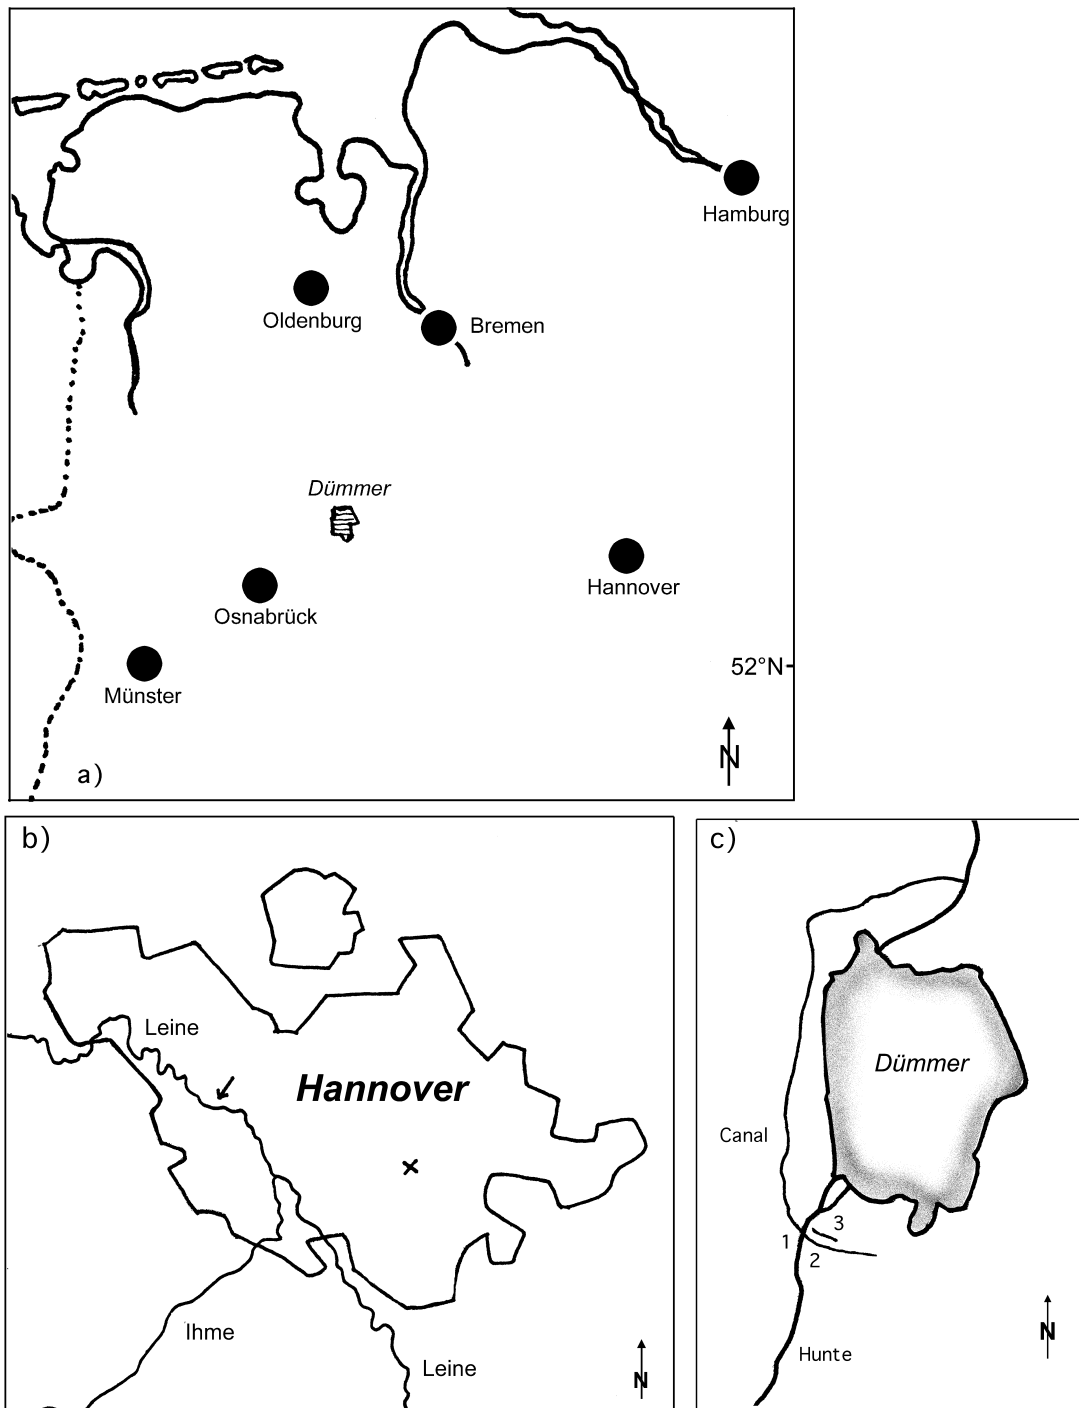 Hamburg
Oldenburg
Bremen
Dümmer
Hannover
Osnabrück
52°N
Münster
N
a)
b)
Leine
Hannover
Ihme
Leine
N
c)
Dümmer
Canal
3
1
2
N
Hunte